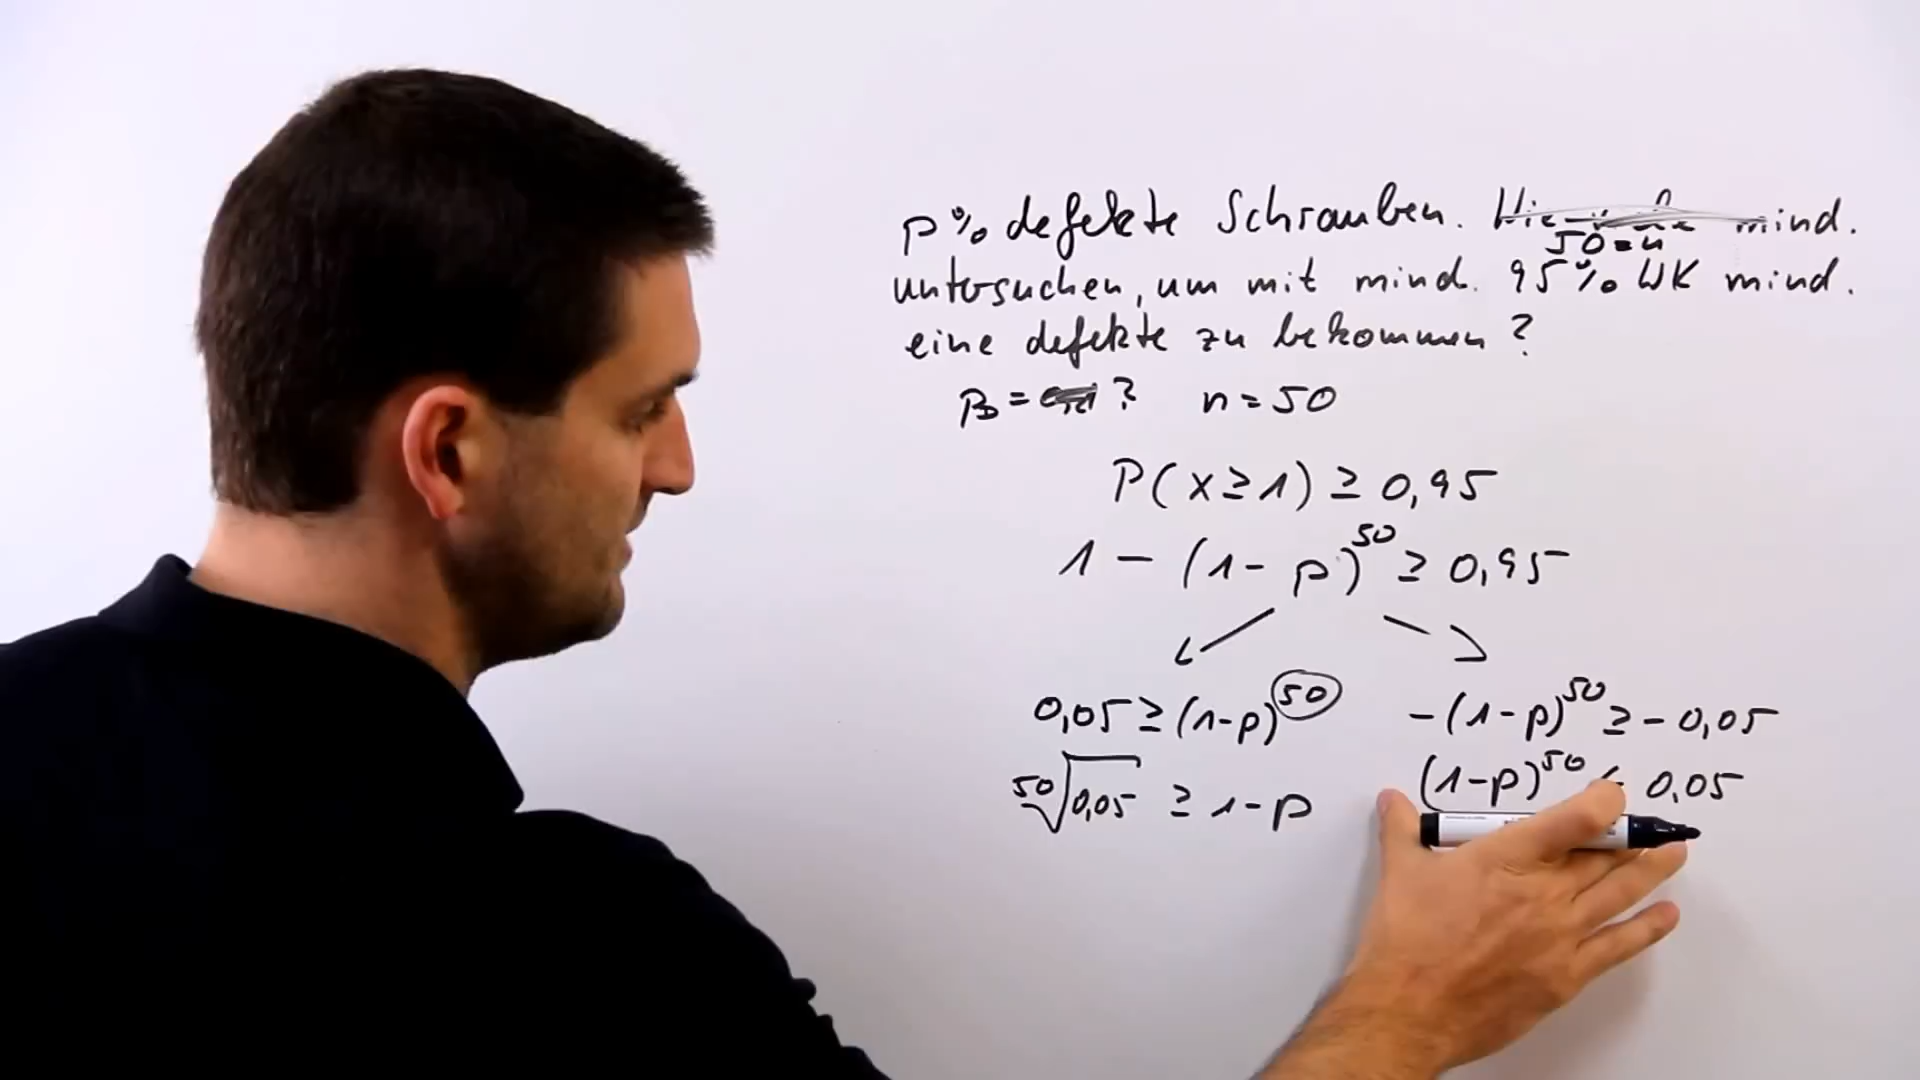 p% defekte Schrauben. mind.
50 = n
untersuchen, um mit mind. 95% WK mind.
eine defekte zu bekommen?
p = ? n = 50
P(x ≥ 1) ≥ 0,95
1 - (1 - p)^50 ≥ 0,95
0,05 ≥ (1-p)^50
-(1-p)^50 ≥ - 0,05
50√0,05 ≥ 1-p
(1-p)^50 0,05